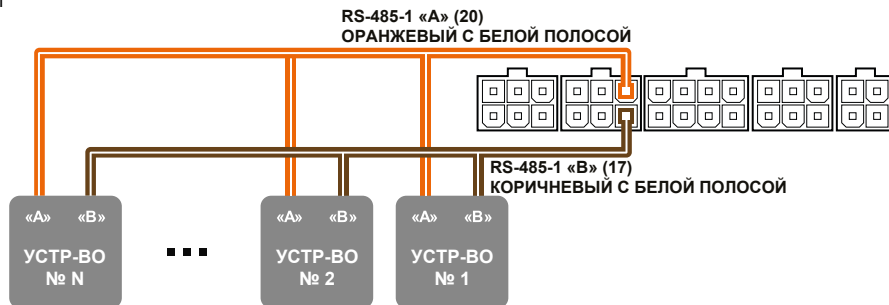 RS-485-1 «A» (20)
ОРАНЖЕВЫЙ С БЕЛОЙ ПОЛОСОЙ
RS-485-1 «B» (17)
КОРИЧНЕВЫЙ С БЕЛОЙ ПОЛОСОЙ
«A» «B»
УСТР-ВО
№ N
«A» «B»
УСТР-ВО
№ 2
«A» «B»
УСТР-ВО
№ 1